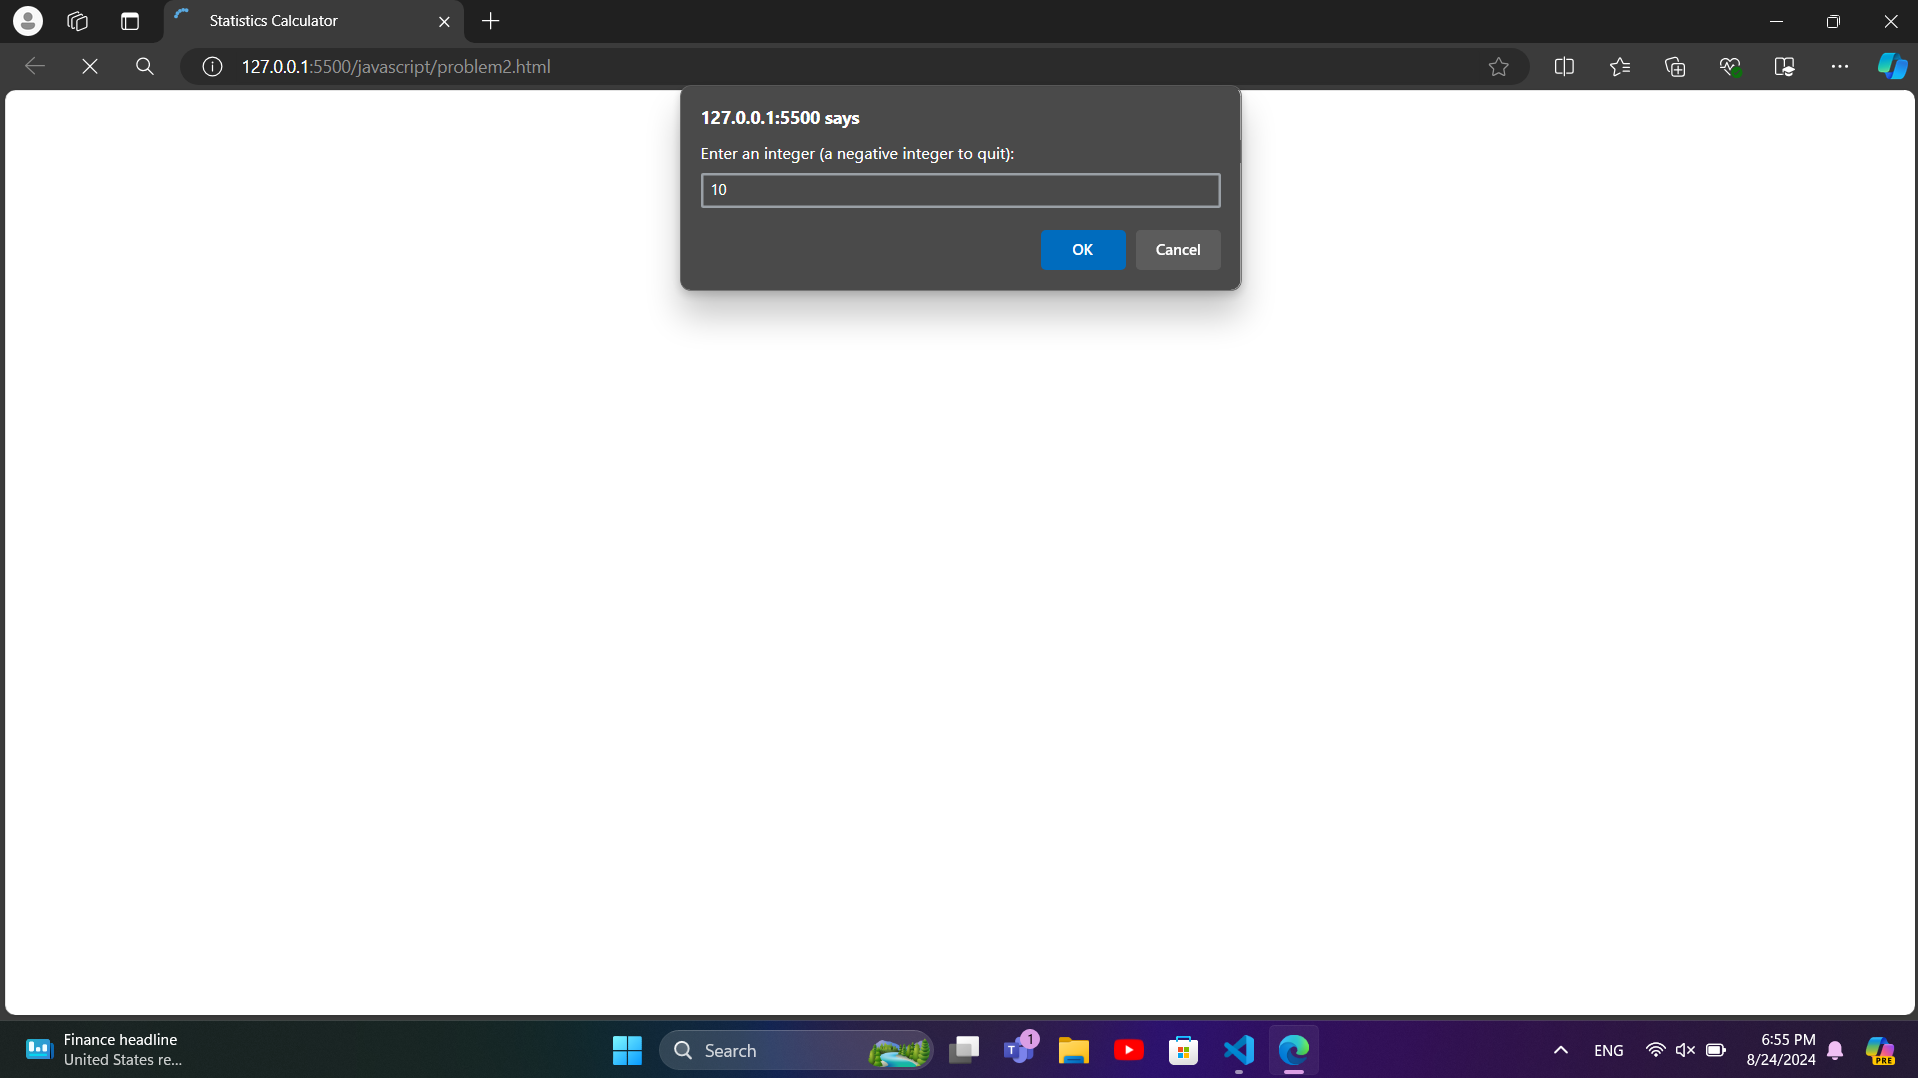 Statistics Calculator
127.0.0.1:5500/javascript/problem2.html
127.0.0.1:5500 says
Enter an integer (a negative integer to quit):
10
OK
Cancel
Finance headline
United States re...
Search
1
ENG
6:55 PM
8/24/2024
PRE